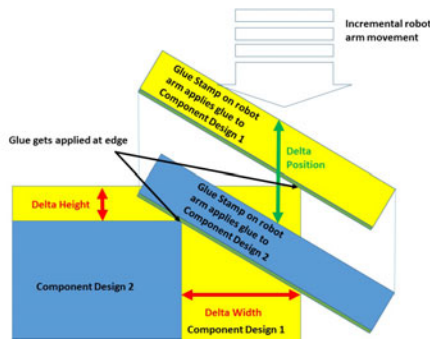 Incremental robot
arm movement
Glue Stamp on robot
arm applies glue to
Component Design 1
Glue gets applied at edge
Delta
Position
Delta Height
Glue Stamp on robot
arm applies glue to
Component Design 2
Component Design 2
Delta Width
Component Design 1